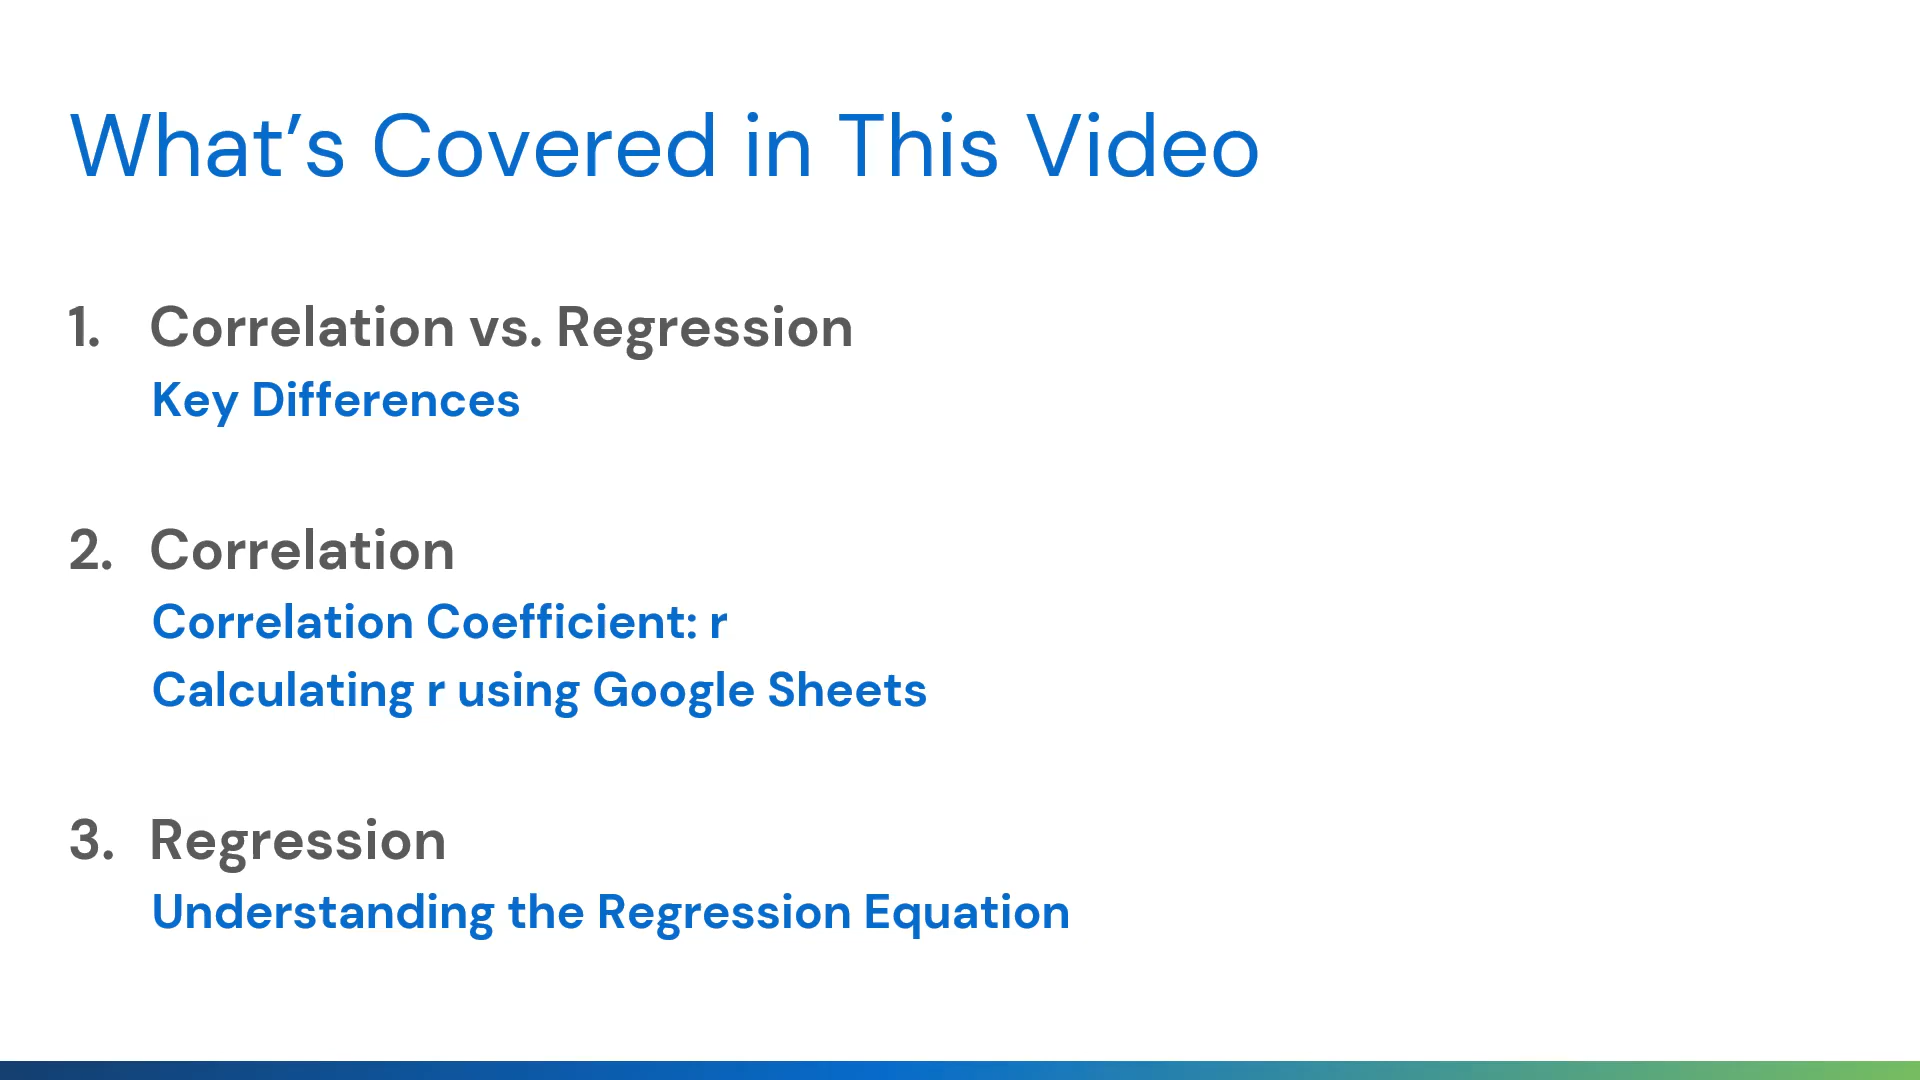 What’s Covered in This Video
1. Correlation vs. Regression
Key Differences
2. Correlation
Correlation Coefficient: r
Calculating r using Google Sheets
3. Regression
Understanding the Regression Equation